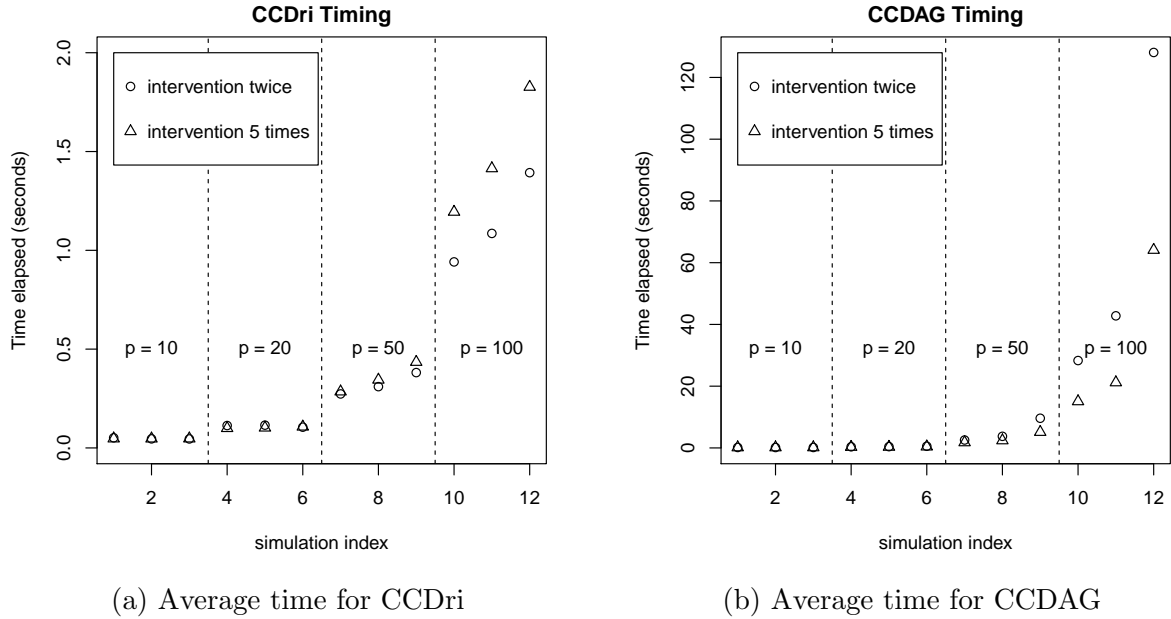 CCDri Timing
Time elapsed (seconds)
2.0
1.5
1.0
0.5
0.0
intervention twice
intervention 5 times
p = 10
p = 20
p = 50
p = 100
2
4
6
8
10
12
simulation index
(a) Average time for CCDri
CCDAG Timing
Time elapsed (seconds)
120
100
80
60
40
20
0
intervention twice
intervention 5 times
p = 10
p = 20
p = 50
p = 100
2
4
6
8
10
12
simulation index
(b) Average time for CCDAG